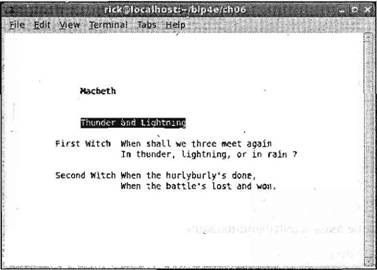 rick@localhost:~/blp4e/ch06
File Edit View Terminal Tabs Help
Macbeth
Thunder and Lightning
First Witch When shall we three meet again
In thunder, lightning, or in rain ?
Second Witch When the hurlyburly's done,
When the battle's lost and won.